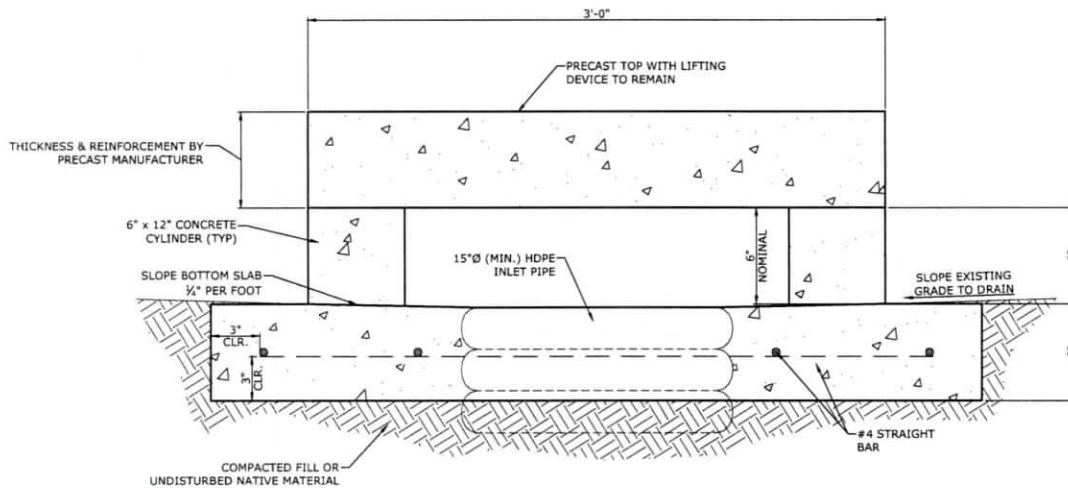 3'-0"
PRECAST TOP WITH LIFTING
DEVICE TO REMAIN
THICKNESS & REINFORCEMENT BY
PRECAST MANUFACTURER
6" x 12" CONCRETE
CYLINDER (TYP)
15"Ø (MIN.) HDPE
INLET PIPE
6"
NOMINAL
SLOPE BOTTOM SLAB
¼" PER FOOT
SLOPE EXISTING
GRADE TO DRAIN
3"
CLR.
3"
CLR.
#4 STRAIGHT
BAR
COMPACTED FILL OR
UNDISTURBED NATIVE MATERIAL